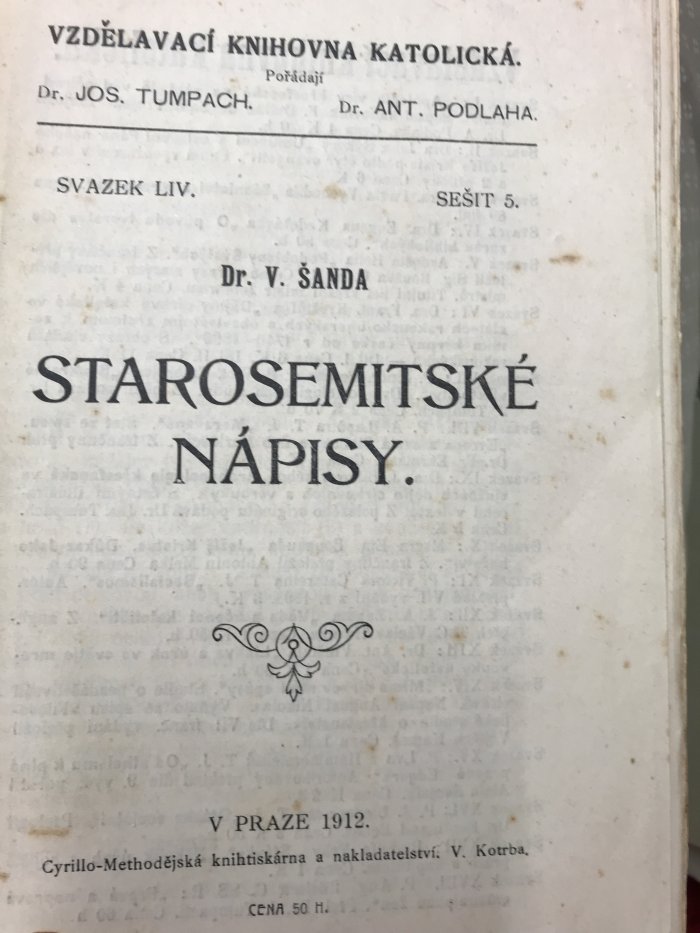 VZDĚLAVACÍ KNIHOVNA KATOLICKÁ.
Pořádají
Dr. JOS. TUMPACH. Dr. ANT. PODLAHA.
SVAZEK LIV. SEŠIT 5.
Dr. V. ŠANDA
STAROSEMITSKÉ
NÁPISY.
V PRAZE 1912.
Cyrillo-Methodějská knihtiskárna a nakladatelství. V. Kotrba.
CENA 50 H.